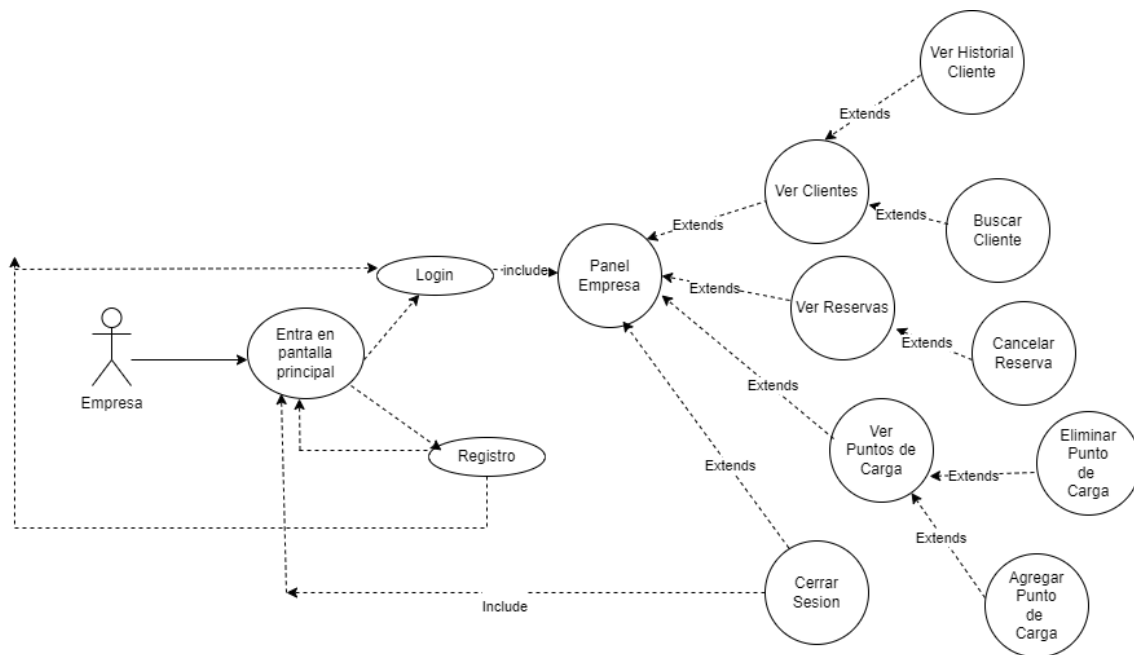 Ver Historial
Cliente
Extends
Ver Clientes
Extends
Buscar
Cliente
Extends
Panel
Empresa
Login
include
Extends
Ver Reservas
Extends
Cancelar
Reserva
Entra en
pantalla
principal
Empresa
Extends
Ver
Puntos de
Carga
Extends
Eliminar
Punto
de
Carga
Registro
Extends
Extends
Cerrar
Sesion
Include
Agregar
Punto
de
Carga